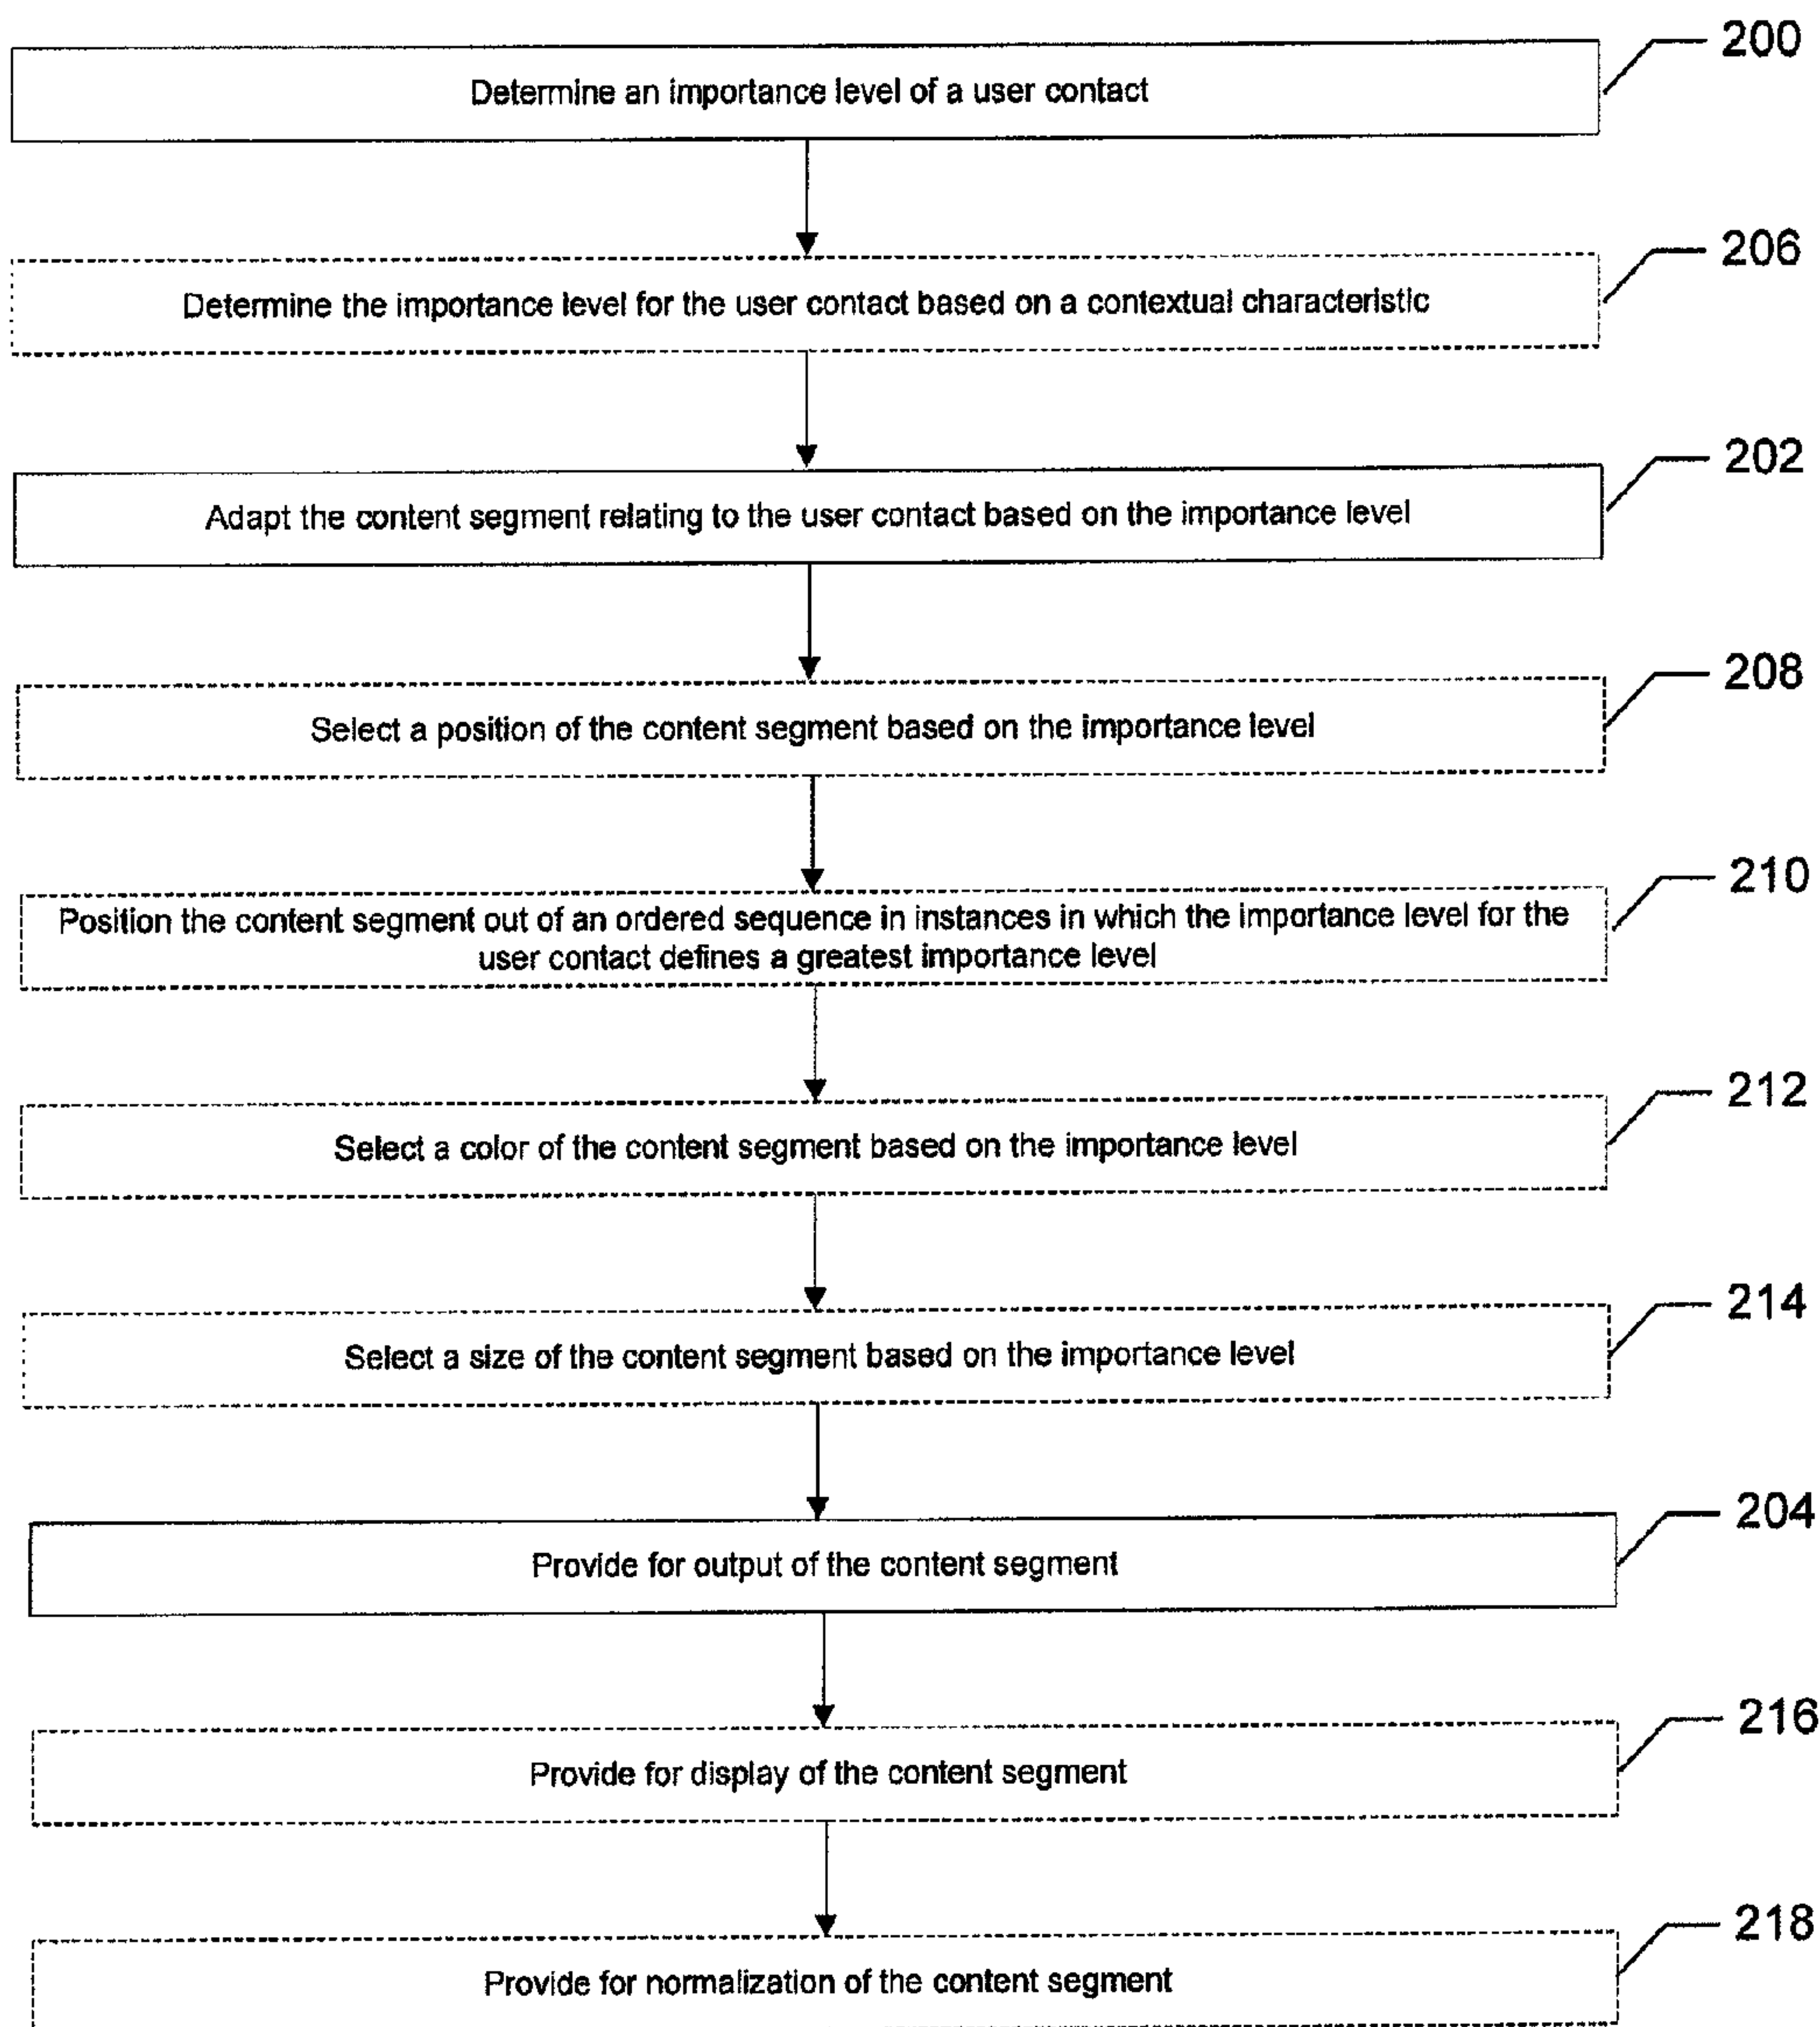 200
Determine an importance level of a user contact
206
Determine the importance level for the user contact based on a contextual characteristic
202
Adapt the content segment relating to the user contact based on the importance level
208
Select a position of the content segment based on the importance level
210
Position the content segment out of an ordered sequence in instances in which the importance level for the
user contact defines a greatest importance level
212
Select a color of the content segment based on the importance level
214
Select a size of the content segment based on the importance level
204
Provide for output of the content segment
216
Provide for display of the content segment
218
Provide for normalization of the content segment